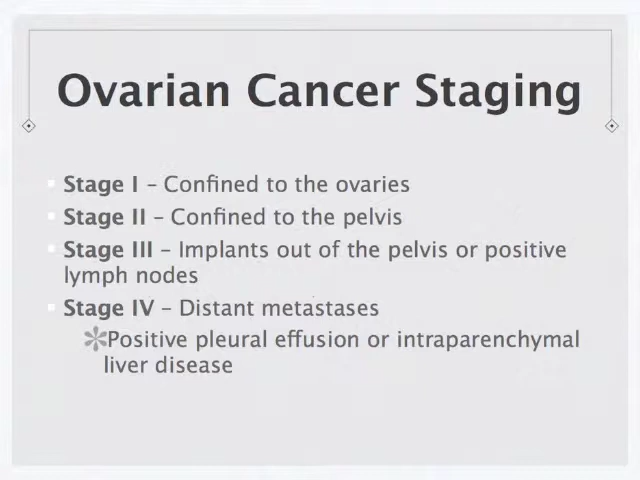 Ovarian Cancer Staging
Stage I – Confined to the ovaries
Stage II – Confined to the pelvis
Stage III – Implants out of the pelvis or positive
lymph nodes
Stage IV – Distant metastases
Positive pleural effusion or intraparenchymal
liver disease